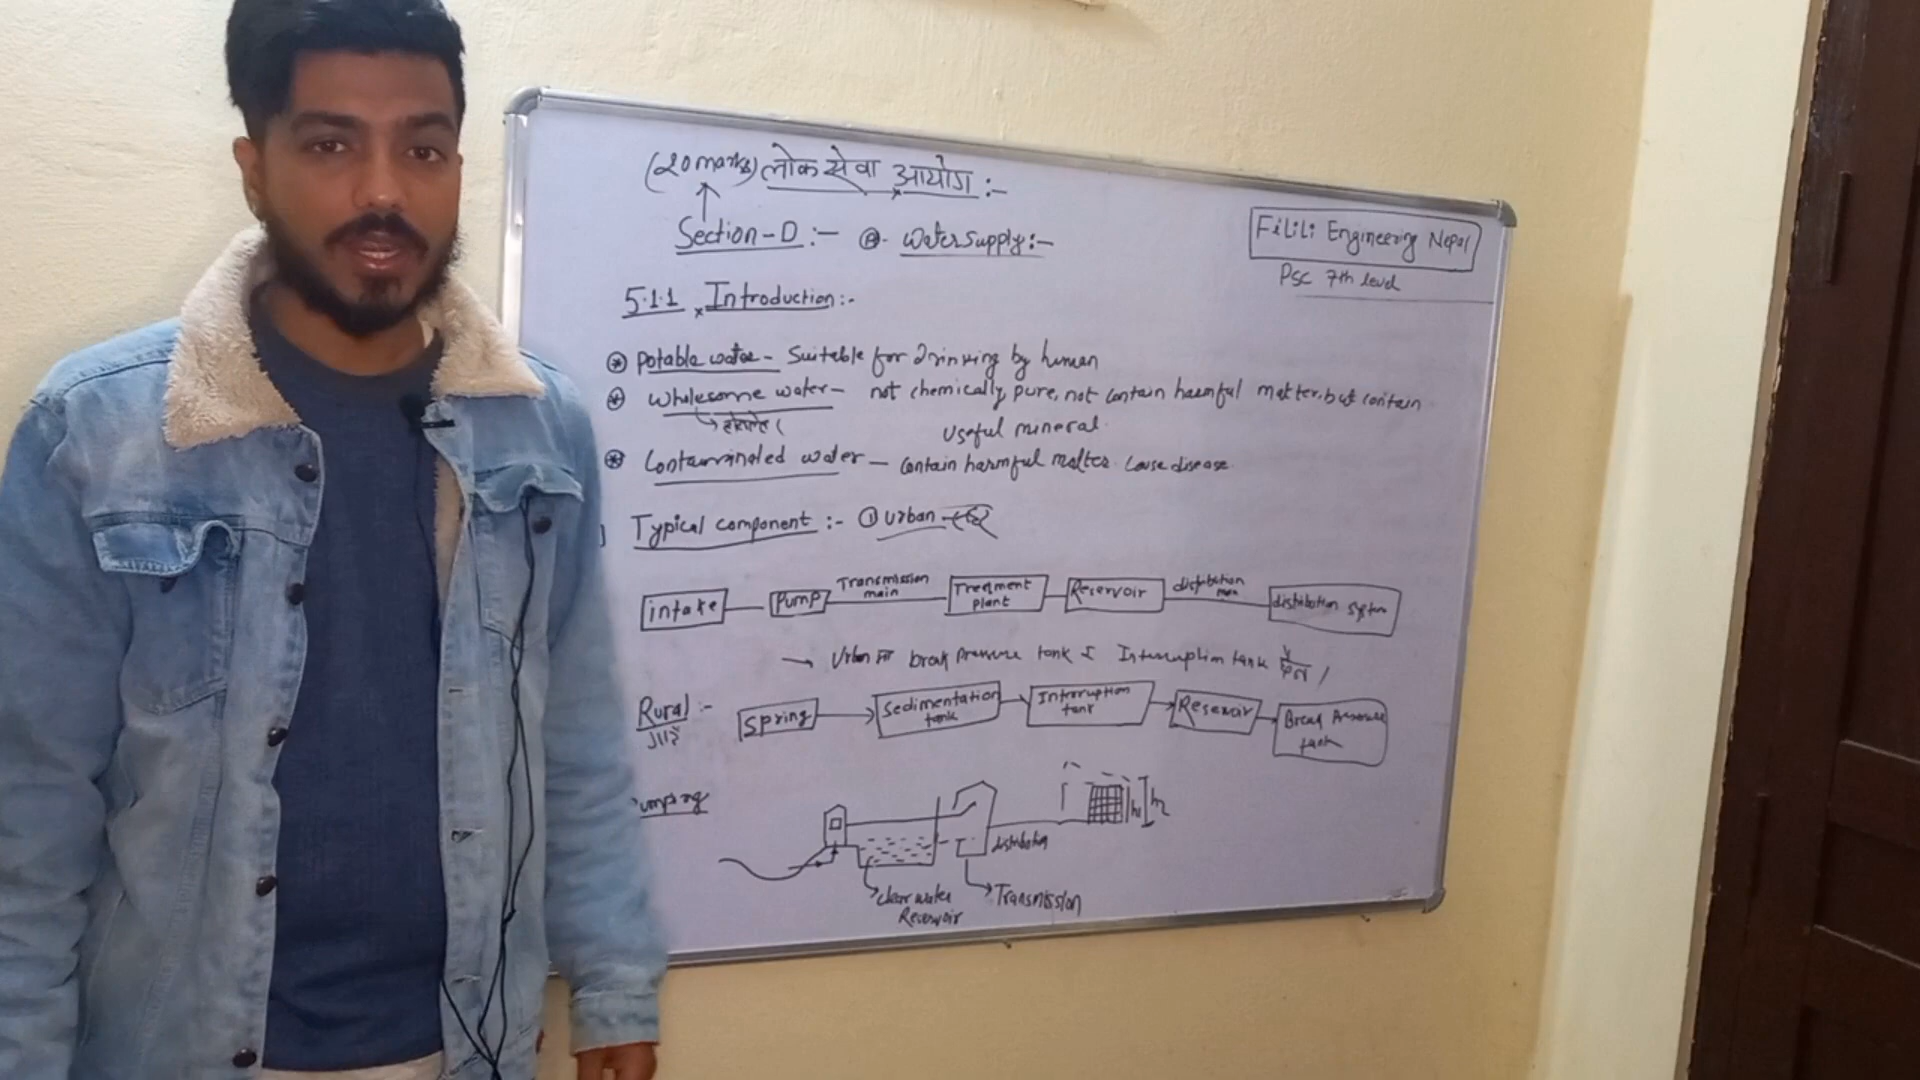 (20 marks) लोक सेवा आयोग :-
Section-D :- Ⓐ- Water supply :-
Filili Engineering Nepal
Psc 7th level
5.1.1 Introduction :-
Potable water - Suitable for drinking by human
Wholesome water - not chemically pure, not contain harmful matter, but contain
useful mineral.
Contaminated water - contain harmful matter. Cause disease.
Typical component :- ① Urban
intake
Pump
Transmission
main
Treatment
plant
Reservoir
distribution
main
distribution system
→ Urban मा break pressure tank & Interruption tank
Rural :-
Spring
Sedimentation
tank
Intrruption
tank
Reservoir
Break Pressure
tank
umping
h1
h2
distribution
clear water
Reservoir
Transmission